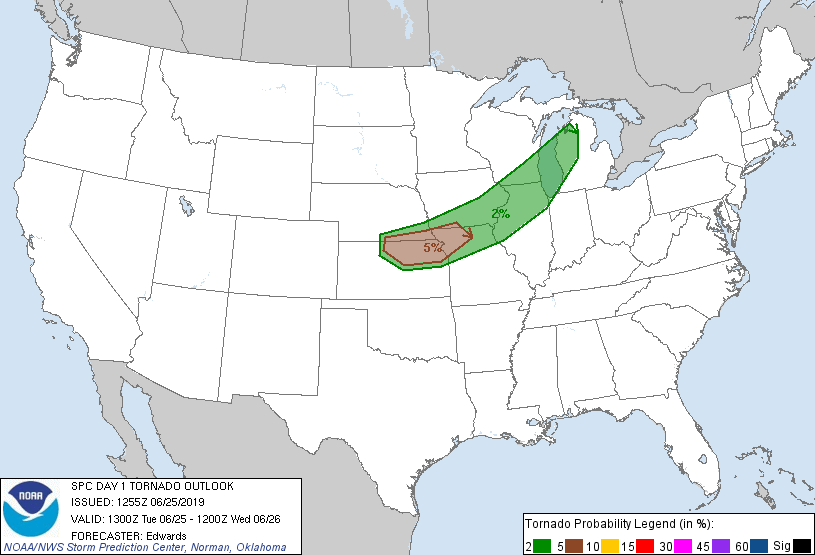 2%
5%
NOAA
SPC DAY 1 TORNADO OUTLOOK
ISSUED: 1255Z 06/25/2019
VALID: 1300Z Tue 06/25 - 1200Z Wed 06/26
FORECASTER: Edwards
NOAA/NWS Storm Prediction Center, Norman, Oklahoma
Tornado Probability Legend (in %):
2 5 10 15 30 45 60 Sig